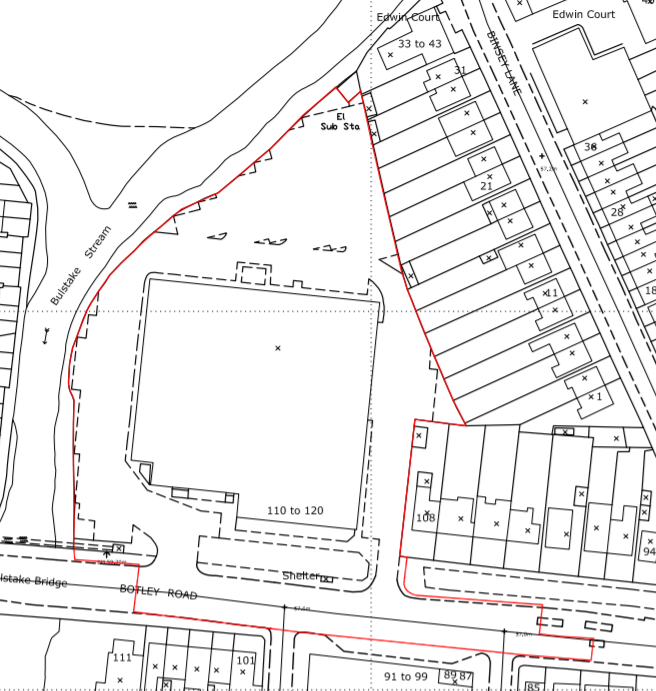 Edwin Court
Edwin Court
33 to 43
BINSEY LANE
31
El
Sub Sta
38
21
28
Bulstake Stream
18
11
1
110 to 120
108
94
Shelter
lstake Bridge
BOTLEY ROAD
111
101
91 to 99
89
87
85